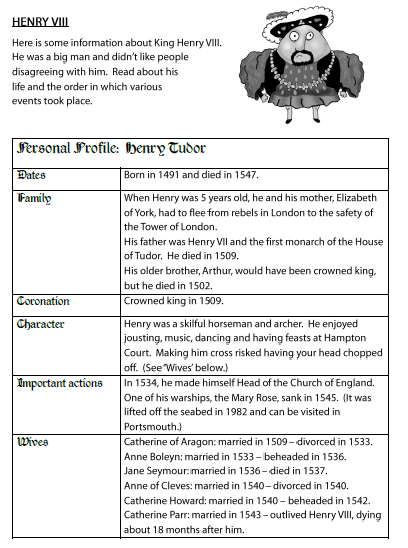 HENRY VIII
Here is some information about King Henry VIII.
He was a big man and didn't like people
disagreeing with him.  Read about his
life and the order in which various
events took place.
Personal Profile: Henry Tudor
Dates
Born in 1491 and died in 1547.
Family
When Henry was 5 years old, he and his mother, Elizabeth
of York, had to flee from rebels in London to the safety of
the Tower of London.
His father was Henry VII and the first monarch of the House
of Tudor.  He died in 1509.
His older brother, Arthur, would have been crowned king,
but he died in 1502.
Coronation
Crowned king in 1509.
Character
Henry was a skilful horseman and archer.  He enjoyed
jousting, music, dancing and having feasts at Hampton
Court.  Making him cross risked having your head chopped
off.  (See 'Wives' below.)
Important actions
In 1534, he made himself Head of the Church of England.
One of his warships, the Mary Rose, sank in 1545.  (It was
lifted off the seabed in 1982 and can be visited in
Portsmouth.)
Wives
Catherine of Aragon: married in 1509 – divorced in 1533.
Anne Boleyn: married in 1533 – beheaded in 1536.
Jane Seymour: married in 1536 – died in 1537.
Anne of Cleves: married in 1540 – divorced in 1540.
Catherine Howard: married in 1540 – beheaded in 1542.
Catherine Parr: married in 1543 – outlived Henry VIII, dying
about 18 months after him.